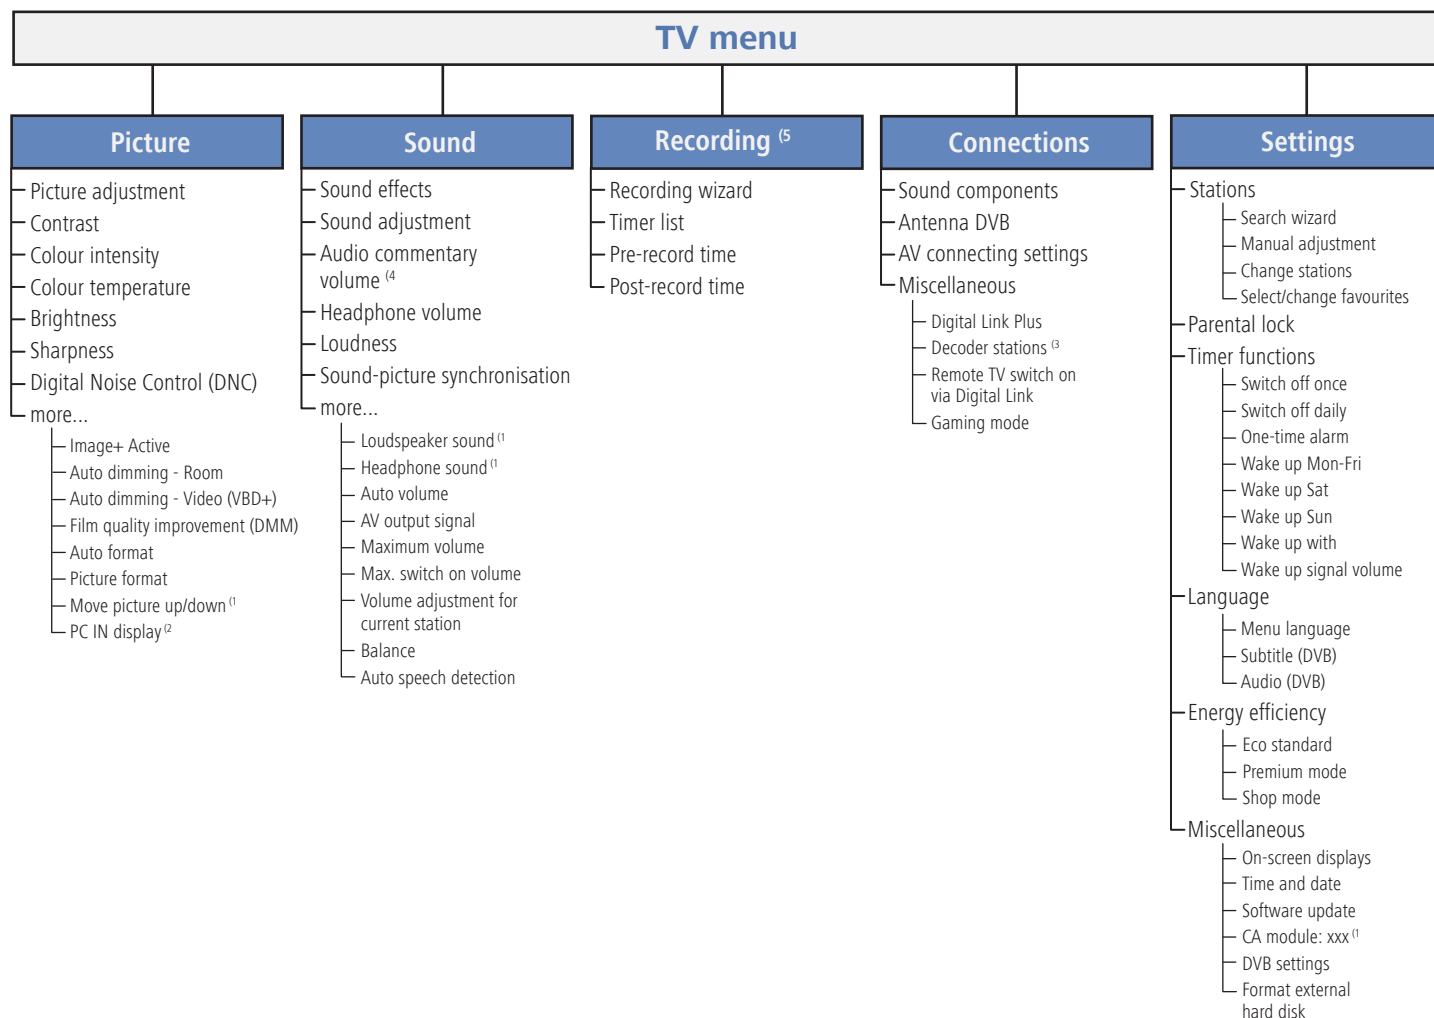 TV menu
Picture
Picture adjustment
Contrast
Colour intensity
Colour temperature
Brightness
Sharpness
Digital Noise Control (DNC)
more...
Image+ Active
Auto dimming - Room
Auto dimming - Video (VBD+)
Film quality improvement (DMM)
Auto format
Picture format
Move picture up/down (1
PC IN display (2
Sound
Sound effects
Sound adjustment
Audio commentary
volume (4
Headphone volume
Loudness
Sound-picture synchronisation
more...
Loudspeaker sound (1
Headphone sound (1
Auto volume
AV output signal
Maximum volume
Max. switch on volume
Volume adjustment for
current station
Balance
Auto speech detection
Recording (5
Recording wizard
Timer list
Pre-record time
Post-record time
Connections
Sound components
Antenna DVB
AV connecting settings
Miscellaneous
Digital Link Plus
Decoder stations (3
Remote TV switch on
via Digital Link
Gaming mode
Settings
Stations
Search wizard
Manual adjustment
Change stations
Select/change favourites
Parental lock
Timer functions
Switch off once
Switch off daily
One-time alarm
Wake up Mon-Fri
Wake up Sat
Wake up Sun
Wake up with
Wake up signal volume
Language
Menu language
Subtitle (DVB)
Audio (DVB)
Energy efficiency
Eco standard
Premium mode
Shop mode
Miscellaneous
On-screen displays
Time and date
Software update
CA module: xxx (1
DVB settings
Format external
hard disk